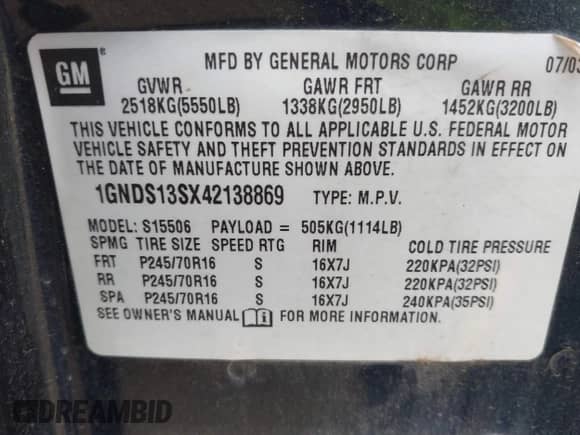 GM ®
MFD BY GENERAL MOTORS CORP 07/03
GVWR GAWR FRT GAWR RR
2518KG(5550LB) 1338KG(2950LB) 1452KG(3200LB)
THIS VEHICLE CONFORMS TO ALL APPLICABLE U.S. FEDERAL MOTOR
VEHICLE SAFETY AND THEFT PREVENTION STANDARDS IN EFFECT ON
THE DATE OF MANUFACTURE SHOWN ABOVE.
1GNDS13SX42138869 TYPE: M.P.V.
MODEL: S15506 PAYLOAD = 505KG(1114LB)
SPMG TIRE SIZE SPEED RTG RIM COLD TIRE PRESSURE
FRT P245/70R16 S 16X7J 220KPA(32PSI)
RR P245/70R16 S 16X7J 220KPA(32PSI)
SPA P245/70R16 S 16X7J 240KPA(35PSI)
SEE OWNER'S MANUAL FOR MORE INFORMATION.
DREAMBID